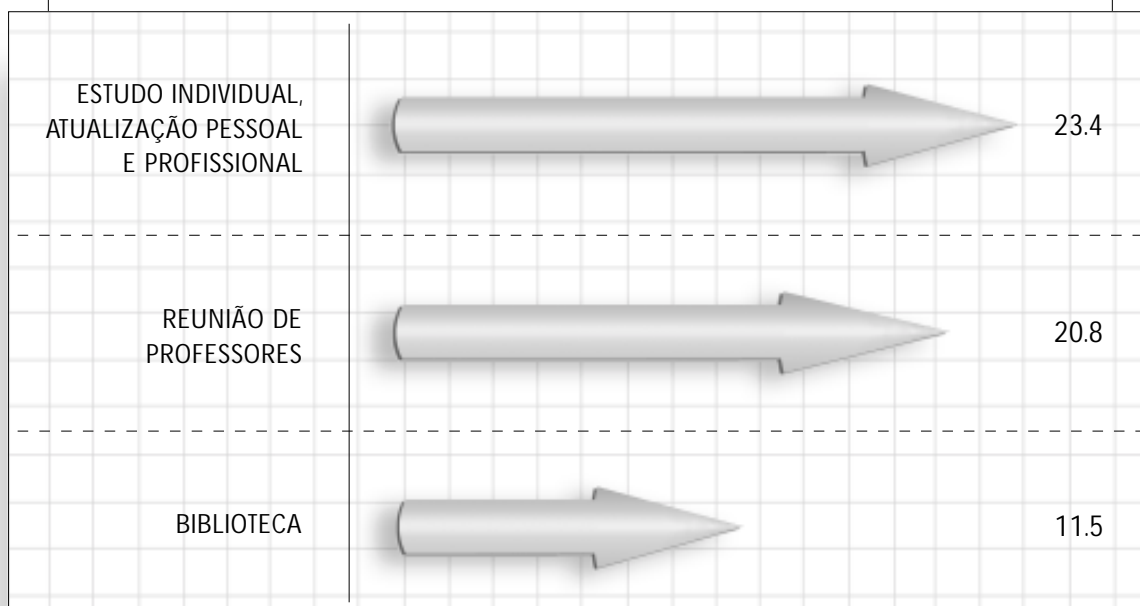 ESTUDO INDIVIDUAL,
ATUALIZAÇÃO PESSOAL
E PROFISSIONAL
23.4
REUNIÃO DE
PROFESSORES
20.8
BIBLIOTECA
11.5